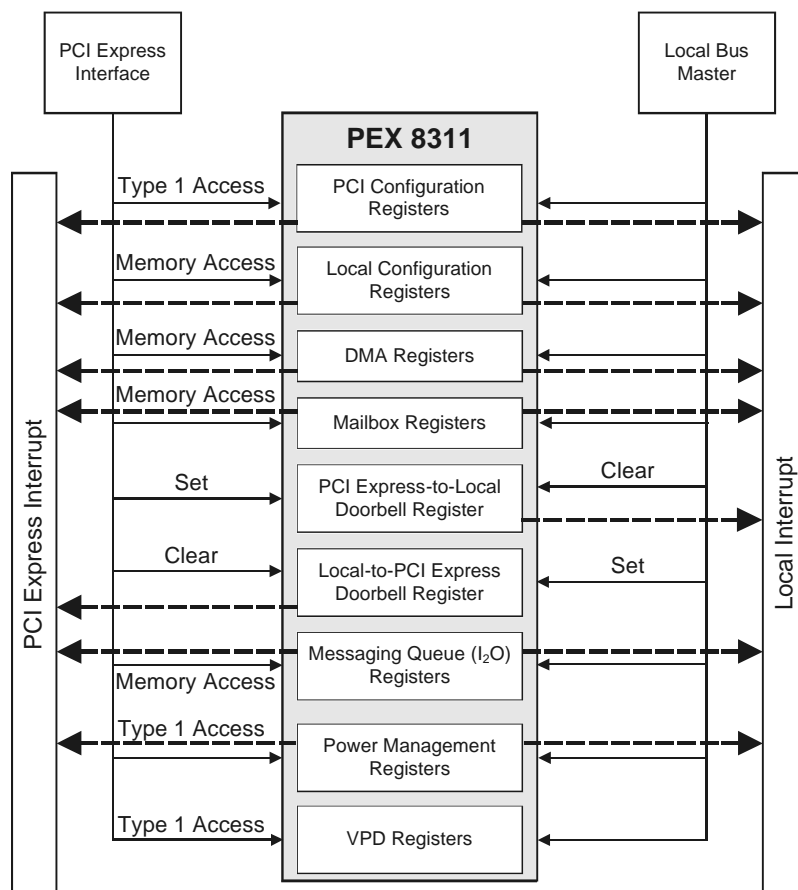 PCI Express
Interface
Local Bus
Master
PEX 8311
Type 1 Access
PCI Configuration
Registers
Memory Access
Local Configuration
Registers
Memory Access
DMA Registers
Memory Access
Mailbox Registers
Set
PCI Express-to-Local
Doorbell Register
Clear
Clear
Local-to-PCI Express
Doorbell Register
Set
Messaging Queue (I₂O)
Registers
Memory Access
Type 1 Access
Power Management
Registers
Type 1 Access
VPD Registers
PCI Express Interrupt
Local Interrupt